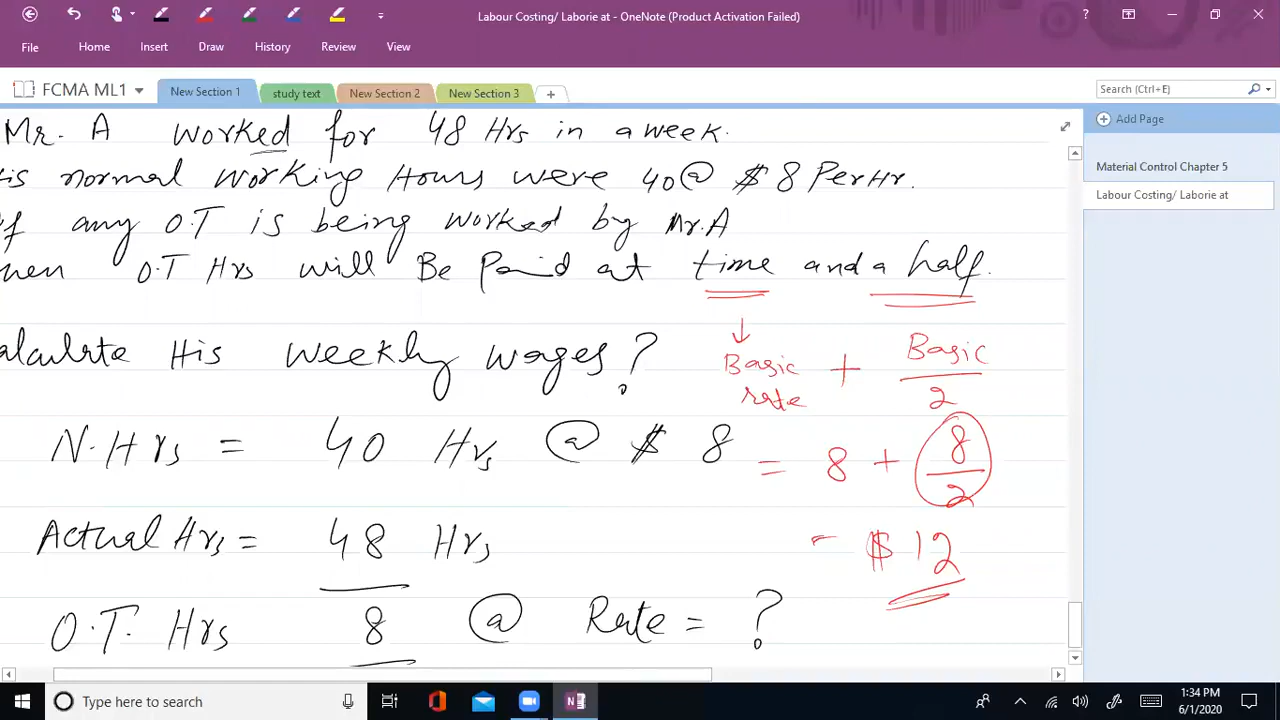 Labour Costing/ Laborie at - OneNote (Product Activation Failed)
File Home Insert Draw History Review View
FCMA ML1 New Section 1 study text New Section 2 New Section 3
Search (Ctrl+E)
Add Page
Material Control Chapter 5
Labour Costing/ Laborie at
Mr. A worked for 48 Hrs in a week.
is normal working Hours were 40@ $8 Per Hr.
f any O.T is being worked by Mr.A
hen O.T Hrs will Be Paid at time and a half.
alculate His weekly wages?
Basic rate + Basic/2
N.Hrs = 40 Hrs @ $ 8
= 8 + 8/2
Actual Hrs = 48 Hrs
= $12
O.T. Hrs 8 @ Rate = ?
Type here to search
1:34 PM
6/1/2020